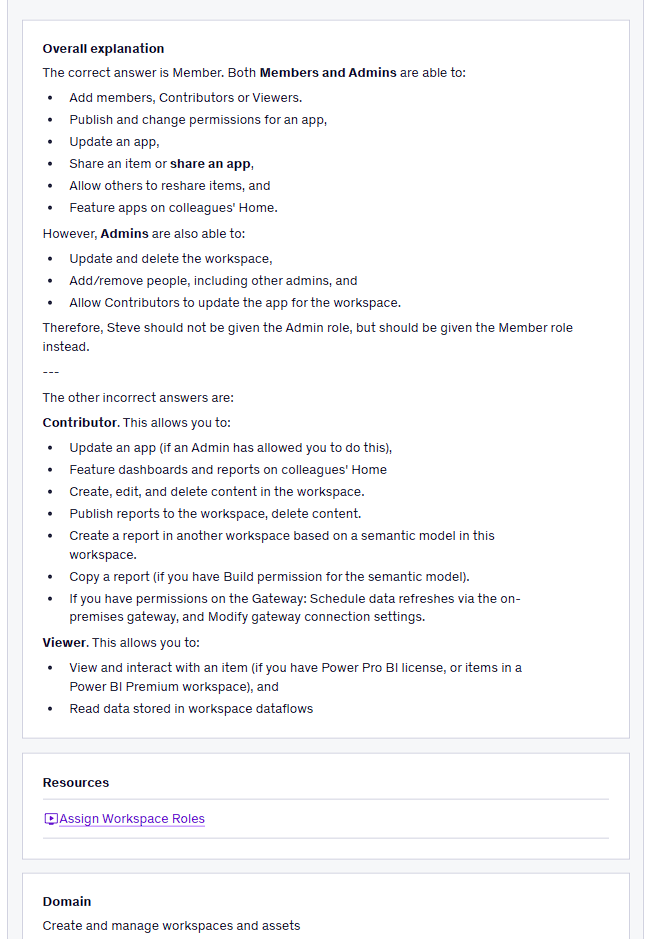 Overall explanation
The correct answer is Member. Both Members and Admins are able to:
• Add members, Contributors or Viewers.
• Publish and change permissions for an app,
• Update an app,
• Share an item or share an app,
• Allow others to reshare items, and
• Feature apps on colleagues' Home.
However, Admins are also able to:
• Update and delete the workspace,
• Add/remove people, including other admins, and
• Allow Contributors to update the app for the workspace.
Therefore, Steve should not be given the Admin role, but should be given the Member role
instead.
---
The other incorrect answers are:
Contributor. This allows you to:
• Update an app (if an Admin has allowed you to do this),
• Feature dashboards and reports on colleagues' Home
• Create, edit, and delete content in the workspace.
• Publish reports to the workspace, delete content.
• Create a report in another workspace based on a semantic model in this
workspace.
• Copy a report (if you have Build permission for the semantic model).
• If you have permissions on the Gateway: Schedule data refreshes via the on-
premises gateway, and Modify gateway connection settings.
Viewer. This allows you to:
• View and interact with an item (if you have Power Pro BI license, or items in a
Power BI Premium workspace), and
• Read data stored in workspace dataflows
Resources
Assign Workspace Roles
Domain
Create and manage workspaces and assets